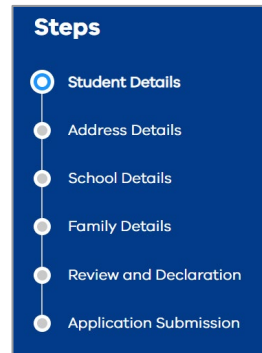 Steps
Student Details
Address Details
School Details
Family Details
Review and Declaration
Application Submission